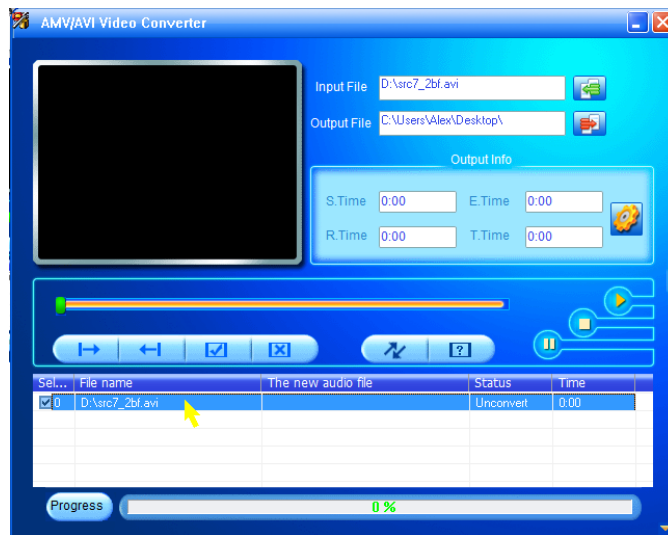 AMV/AVI Video Converter
Input File D:\src7_2bf.avi
Output File C:\Users\Alex\Desktop\
Output Info
S.Time 0:00 E.Time 0:00
R.Time 0:00 T.Time 0:00
Sel... File name The new audio file Status Time
0 D:\src7_2bf.avi Unconvert 0:00
Progress 0 %